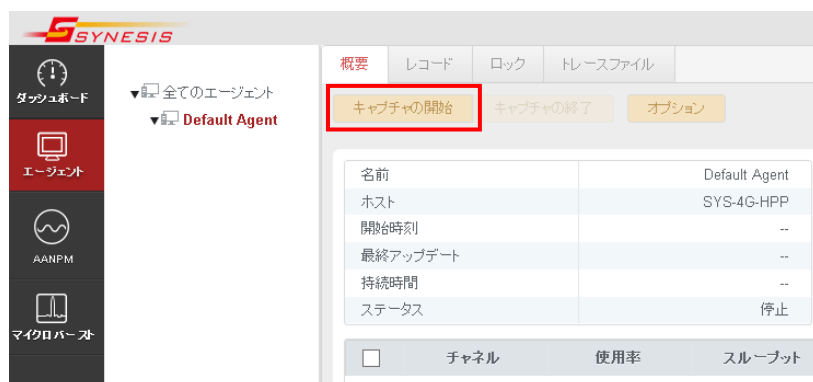 SYNESIS
ダッシュボード
エージェント
AANPM
マイクロバースト
▼全てのエージェント
▼Default Agent
概要 レコード ロック トレースファイル
キャプチャの開始 キャプチャの終了 オプション
名前 Default Agent
ホスト SYS-4G-HPP
開始時刻 --
最終アップデート --
持続時間 --
ステータス 停止
チャネル 使用率 スループット